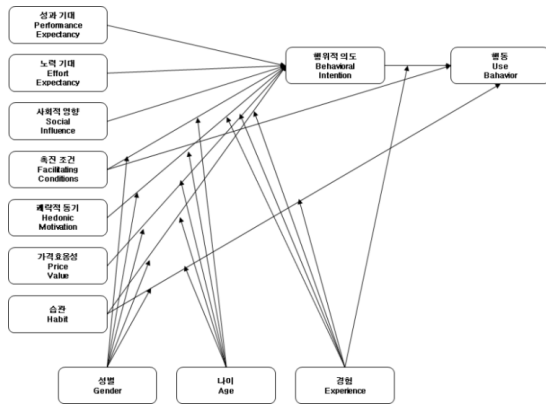 성과 기대
Performance
Expectancy
노력 기대
Effort
Expectancy
사회적 영향
Social
Influence
촉진 조건
Facilitating
Conditions
쾌락적 동기
Hedonic
Motivation
가격효용성
Price
Value
습관
Habit
행위적 의도
Behavioral
Intention
행동
Use
Bahavior
성별
Gender
나이
Age
경험
Experience